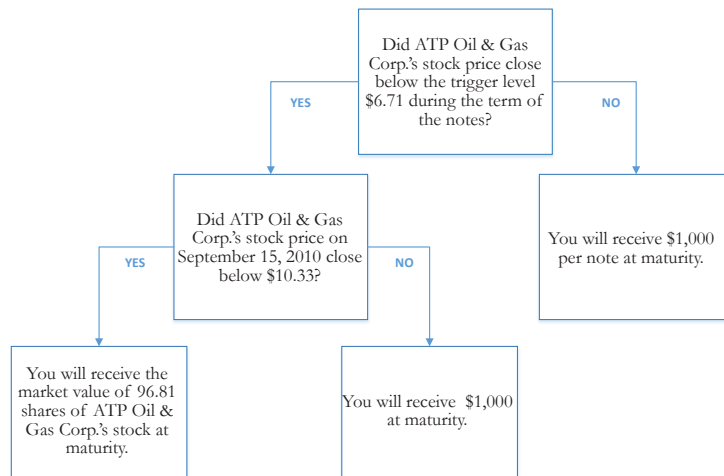 Did ATP Oil & Gas
Corp.'s stock price close
below the trigger level
$6.71 during the term of
the notes?
YES
NO
Did ATP Oil & Gas
Corp.'s stock price on
September 15, 2010 close
below $10.33?
You will receive $1,000
per note at maturity.
YES
NO
You will receive the
market value of 96.81
shares of ATP Oil &
Gas Corp.'s stock at
maturity.
You will receive $1,000
at maturity.